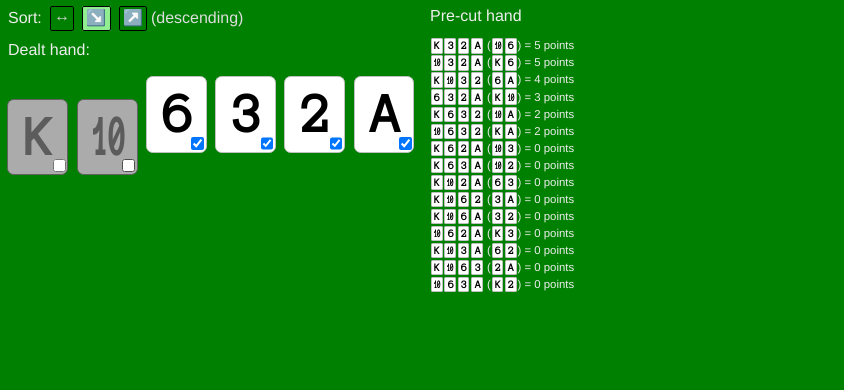 Sort: ↔ ↘ ↗ (descending)
Dealt hand:
K 10 6 3 2 A
Pre-cut hand
K 3 2 A (10 6) = 5 points
10 3 2 A (K 6) = 5 points
K 10 3 2 (6 A) = 4 points
6 3 2 A (K 10) = 3 points
K 6 3 2 (10 A) = 2 points
10 6 3 2 (K A) = 2 points
K 6 2 A (10 3) = 0 points
K 6 3 A (10 2) = 0 points
K 10 2 A (6 3) = 0 points
K 10 6 2 (3 A) = 0 points
K 10 6 A (3 2) = 0 points
10 6 2 A (K 3) = 0 points
K 10 3 A (6 2) = 0 points
K 10 6 3 (2 A) = 0 points
10 6 3 A (K 2) = 0 points